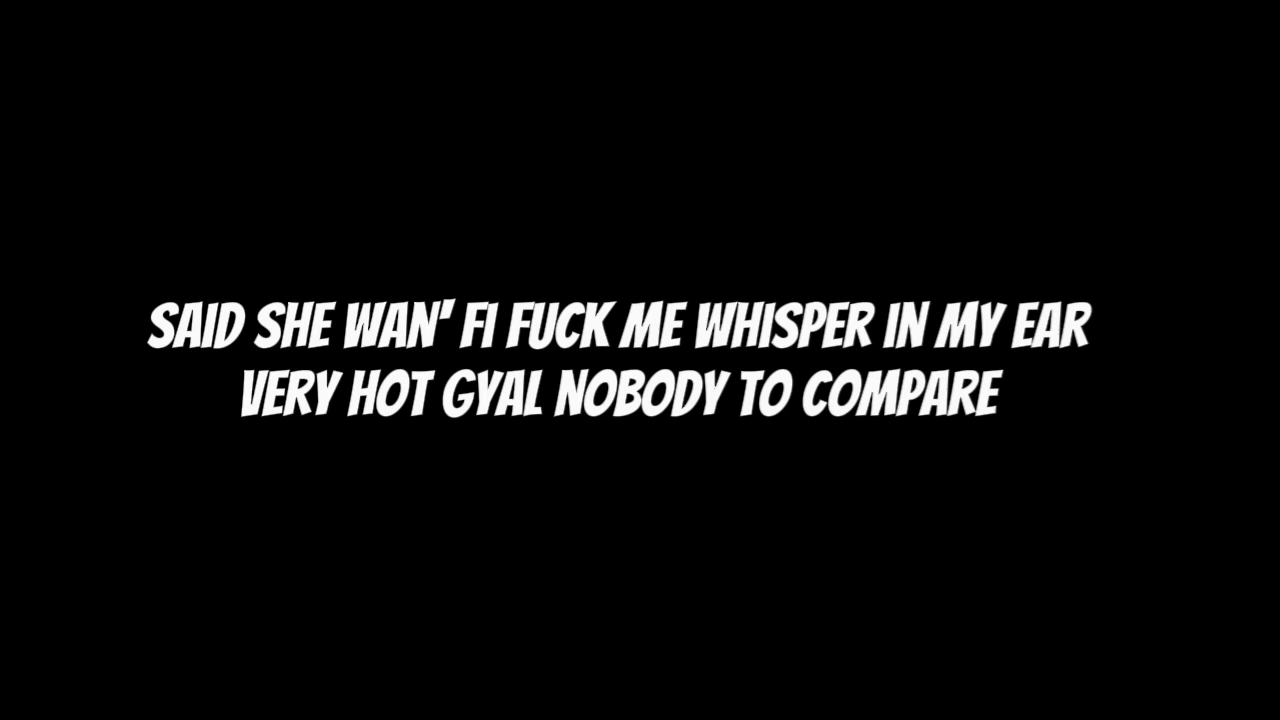 SAID SHE WAN' FI FUCK ME WHISPER IN MY EAR
VERY HOT GYAL NOBODY TO COMPARE